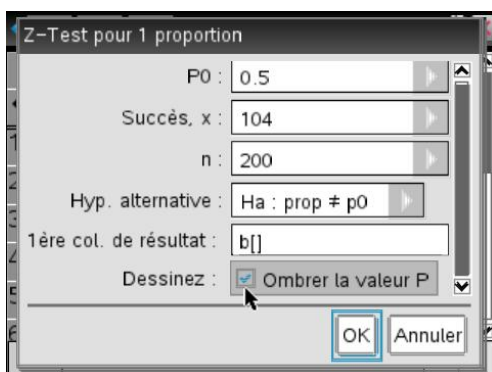 Z-Test pour 1 proportion
P0 : 0.5
Succès, x : 104
n : 200
Hyp. alternative : Ha : prop ≠ p0
1ère col. de résultat : b[]
Dessinez : Ombrer la valeur P
OK Annuler